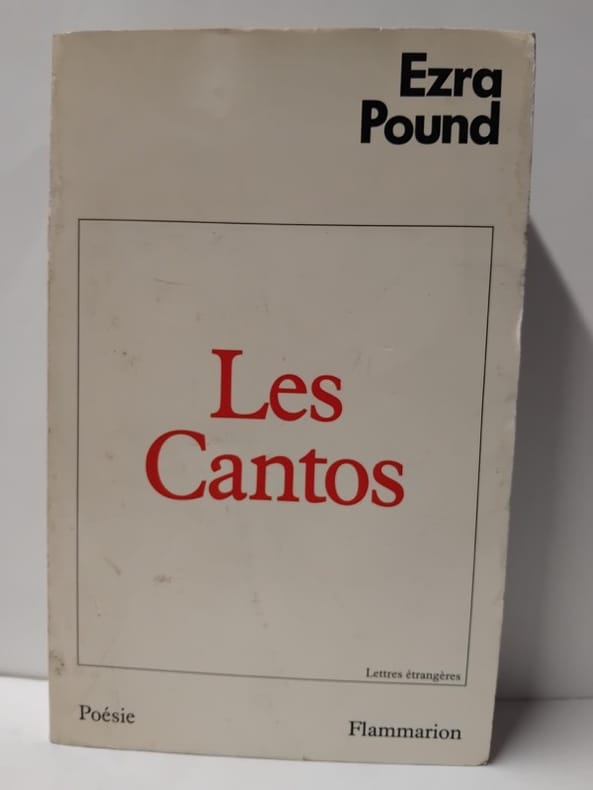 Ezra
Pound
Les
Cantos
Lettres étrangères
Poésie
Flammarion